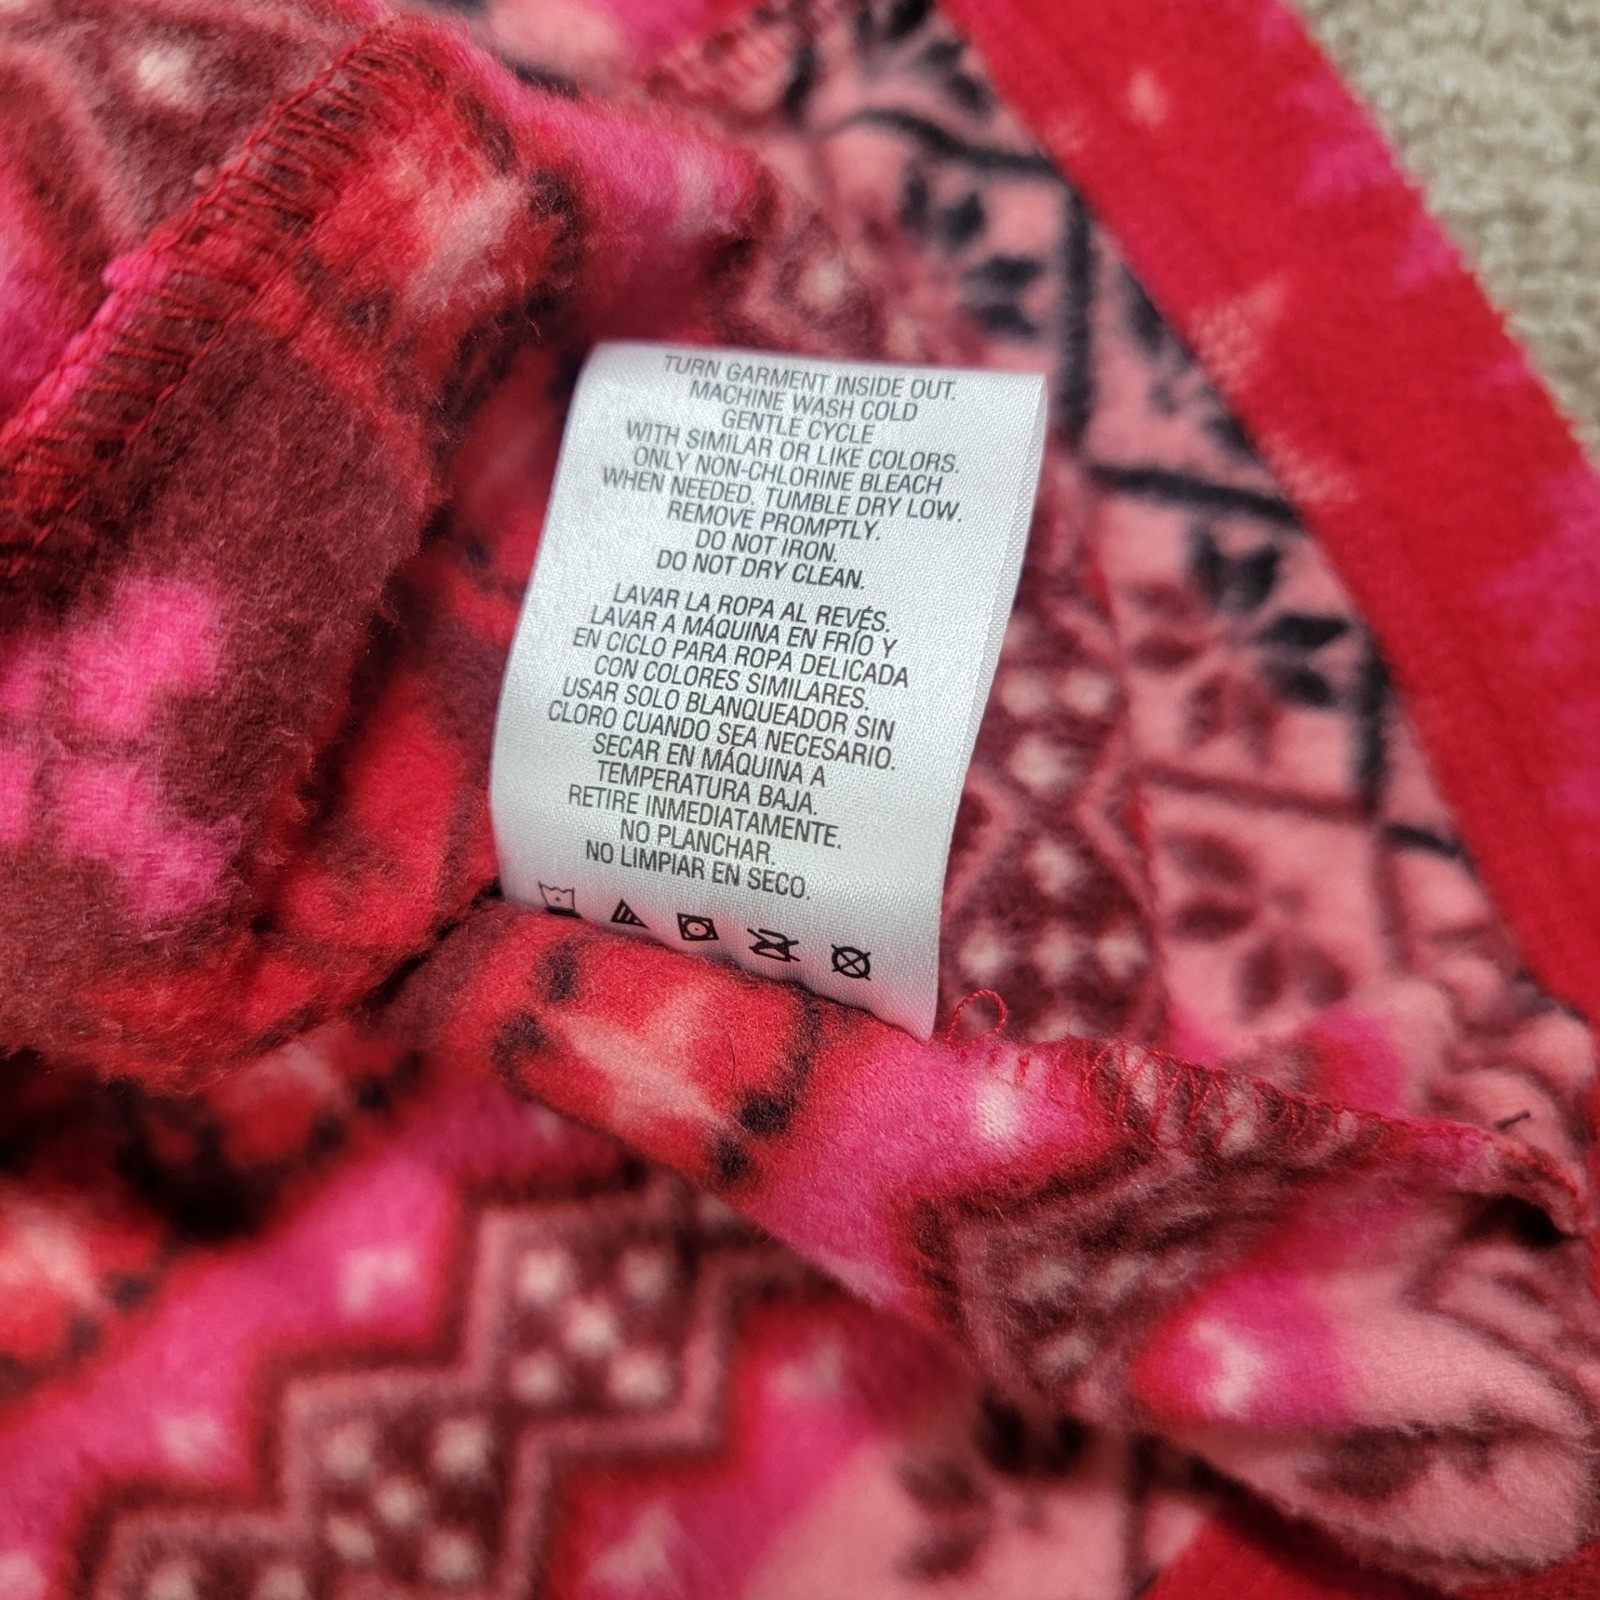 TURN GARMENT INSIDE OUT.
MACHINE WASH COLD
GENTLE CYCLE
WITH SIMILAR OR LIKE COLORS.
ONLY NON-CHLORINE BLEACH
WHEN NEEDED. TUMBLE DRY LOW.
REMOVE PROMPTLY.
DO NOT IRON.
DO NOT DRY CLEAN.
LAVAR LA ROPA AL REVÉS.
LAVAR A MÁQUINA EN FRÍO Y
EN CICLO PARA ROPA DELICADA
CON COLORES SIMILARES.
USAR SOLO BLANQUEADOR SIN
CLORO CUANDO SEA NECESARIO.
SECAR EN MÁQUINA A
TEMPERATURA BAJA.
RETIRE INMEDIATAMENTE.
NO PLANCHAR.
NO LIMPIAR EN SECO.